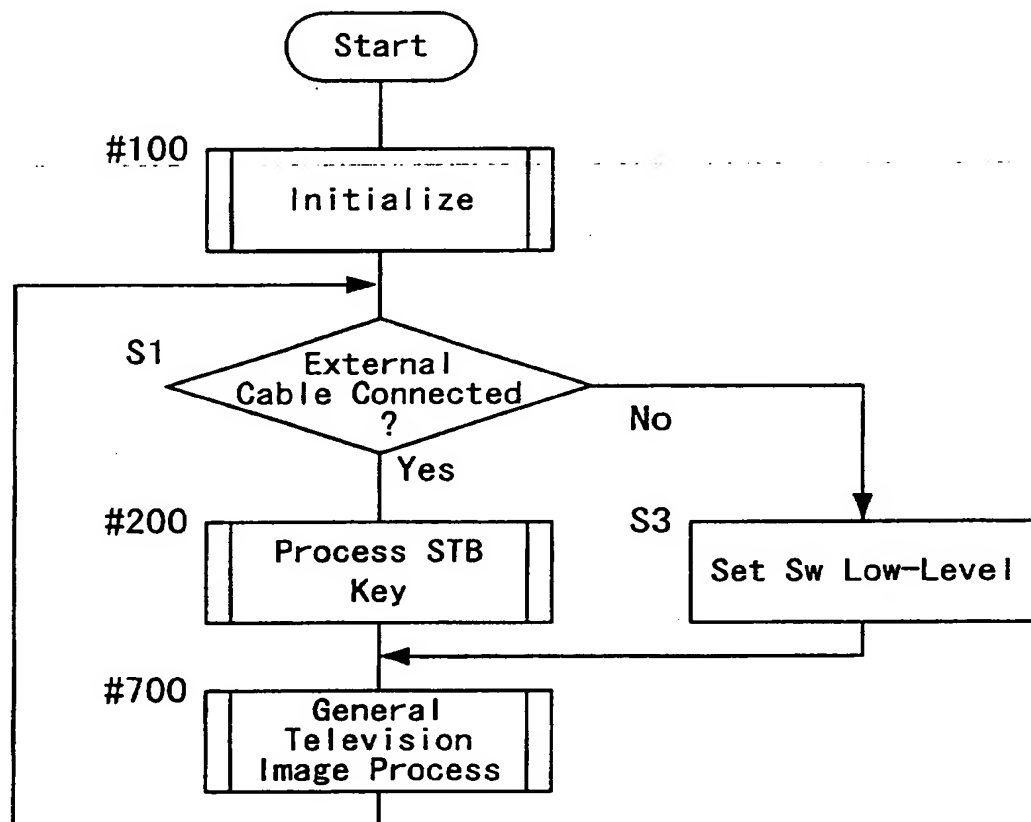 Start
#100
Initialize
S1
External
Cable Connected
?
No
Yes
#200
Process STB
Key
S3
Set Sw Low-Level
#700
General
Television
Image Process